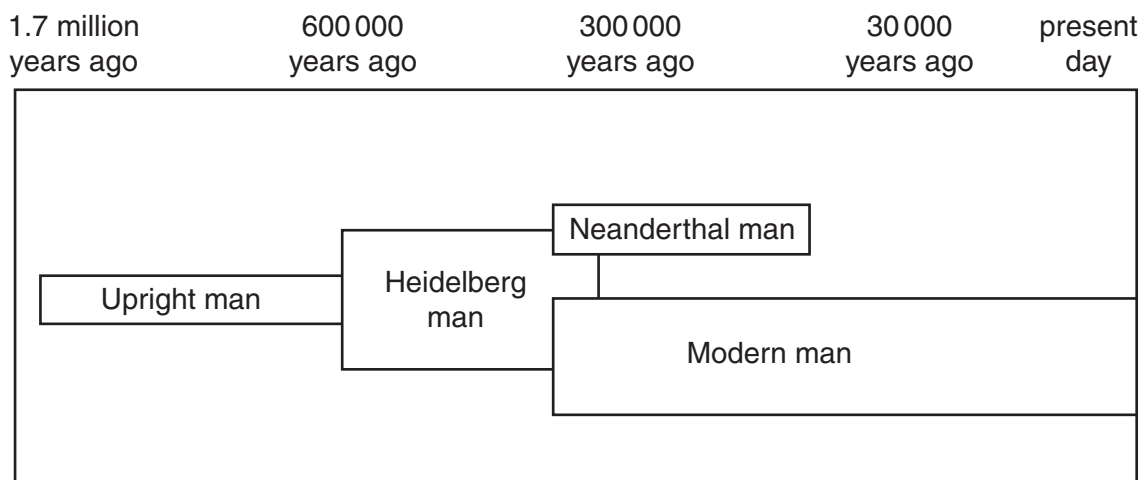 1.7 million years ago
600 000 years ago
300 000 years ago
30 000 years ago
present day
Neanderthal man
Upright man
Heidelberg man
Modern man